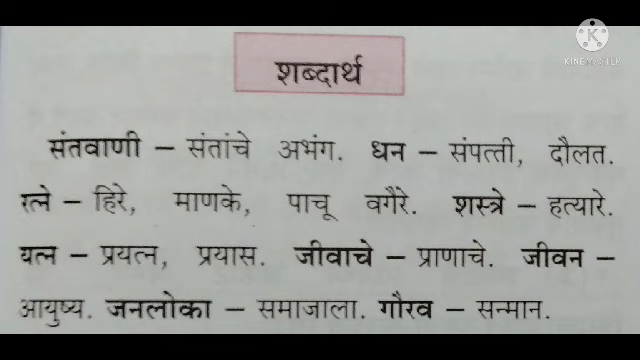 KINEMASTER
शब्दार्थ
संतवाणी – संतांचे अभंग. धन – संपत्ती, दौलत.
रत्ने – हिरे, माणके, पाचू वगैरे. शस्त्रे – हत्यारे.
यत्न – प्रयत्न, प्रयास. जीवाचे – प्राणाचे. जीवन –
आयुष्य. जनलोका – समाजाला. गौरव – सन्मान.